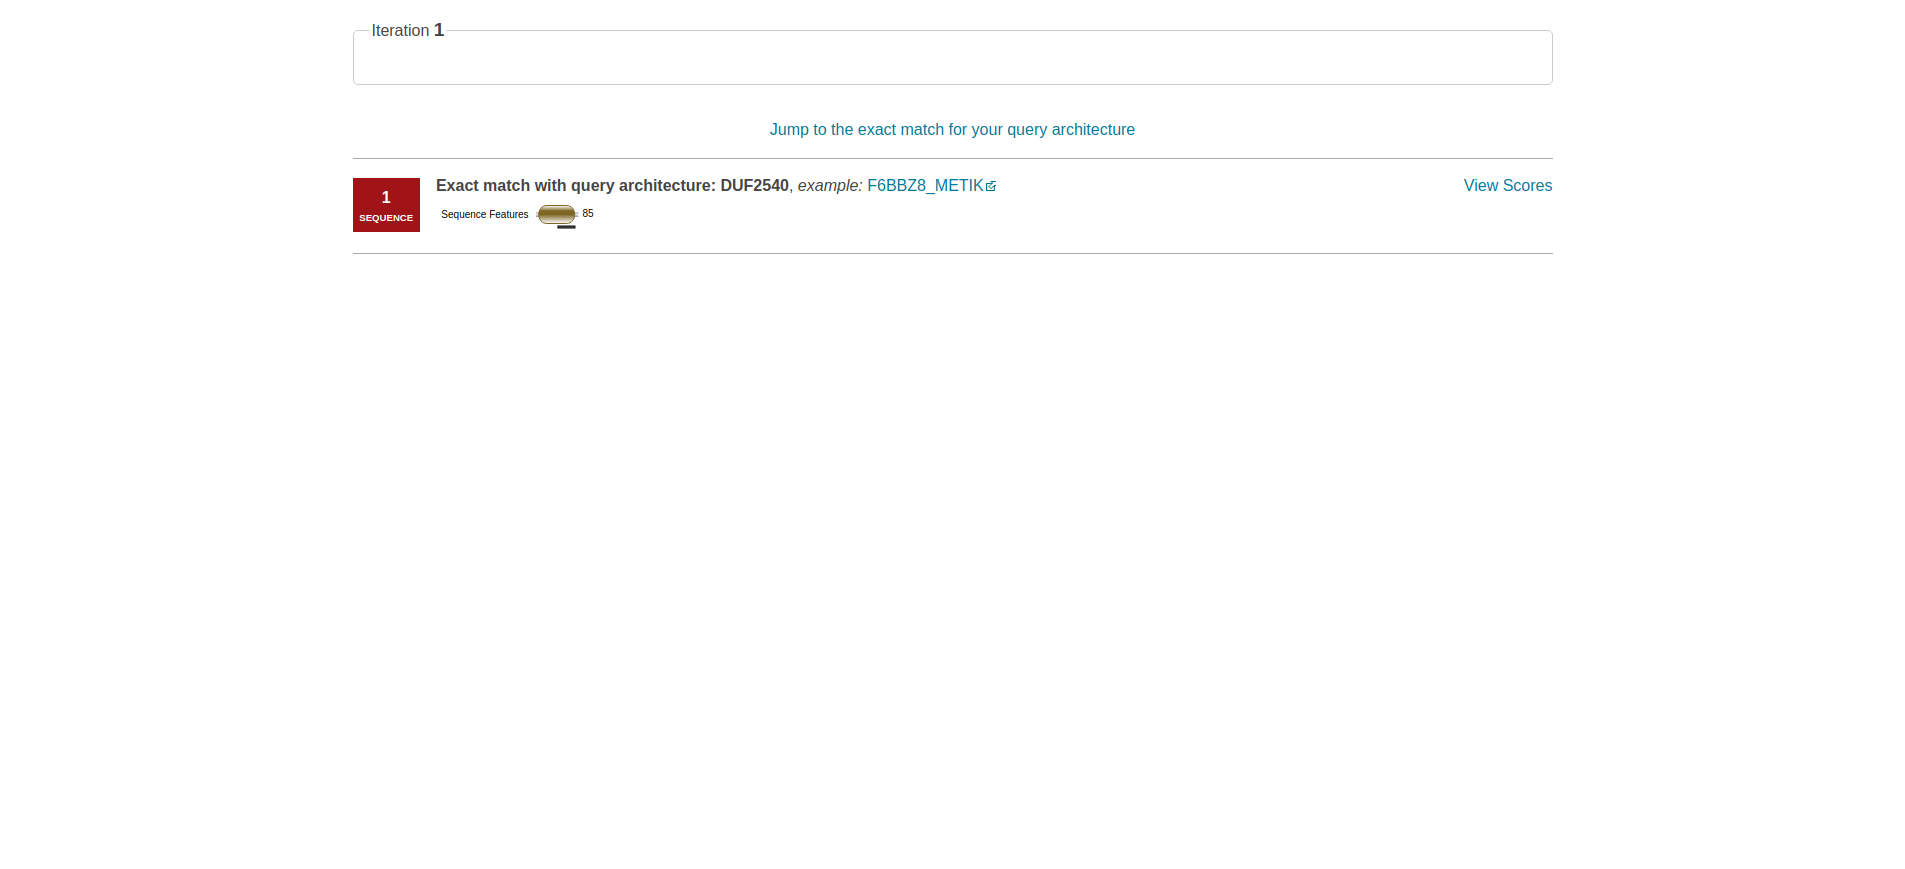 Iteration 1
Jump to the exact match for your query architecture
1
SEQUENCE
Exact match with query architecture: DUF2540, example: F6BBZ8_METIK
View Scores
Sequence Features
85